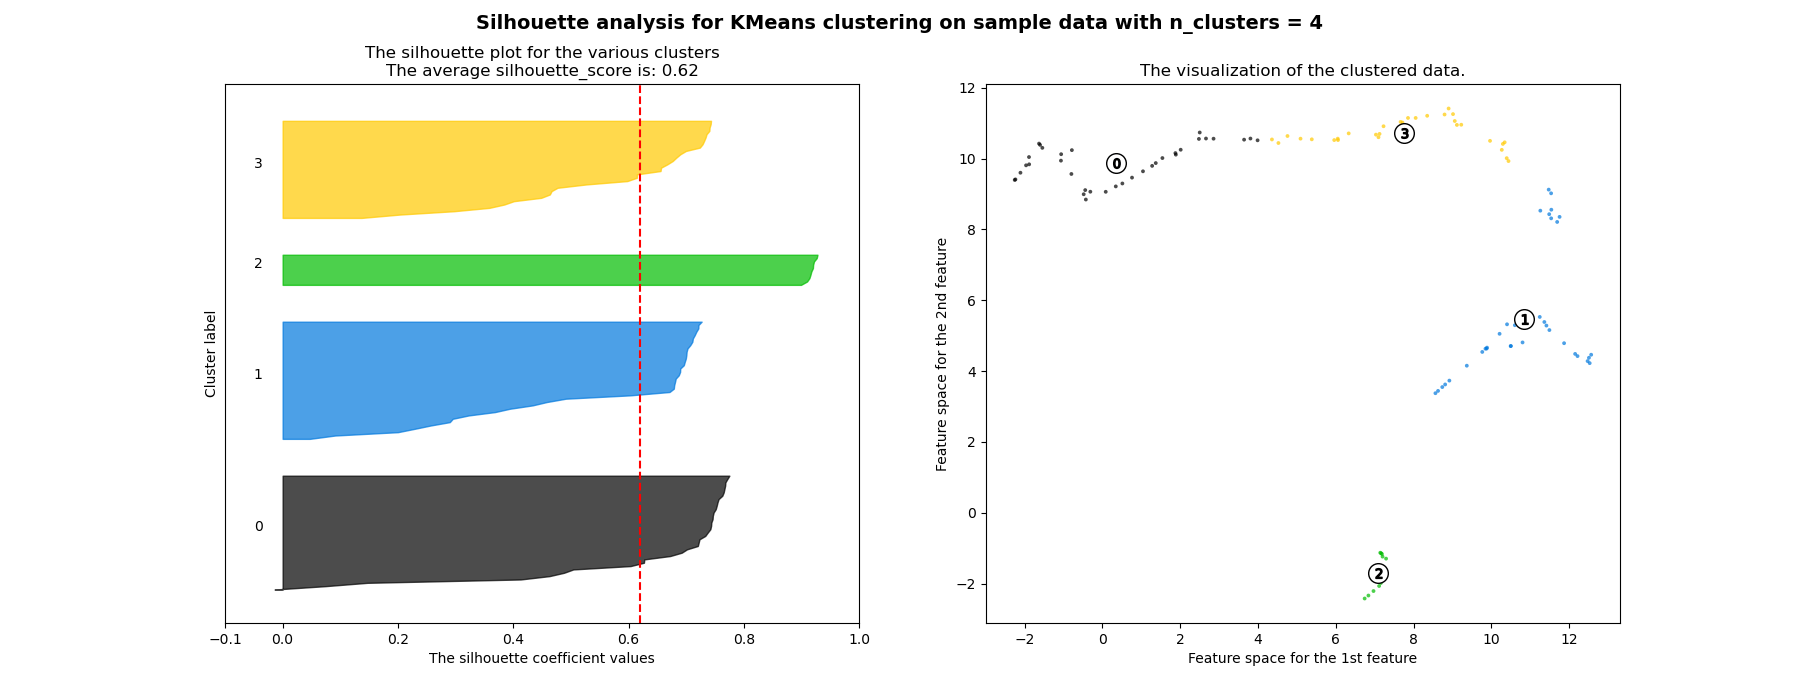 Silhouette analysis for KMeans clustering on sample data with n_clusters = 4
The silhouette plot for the various clusters
The average silhouette_score is: 0.62
Cluster label
3
2
1
0
−0.1 0.0 0.2 0.4 0.6 0.8 1.0
The silhouette coefficient values
The visualization of the clustered data.
Feature space for the 2nd feature
12
10
8
6
4
2
0
−2
0
3
1
2
−2 0 2 4 6 8 10 12
Feature space for the 1st feature